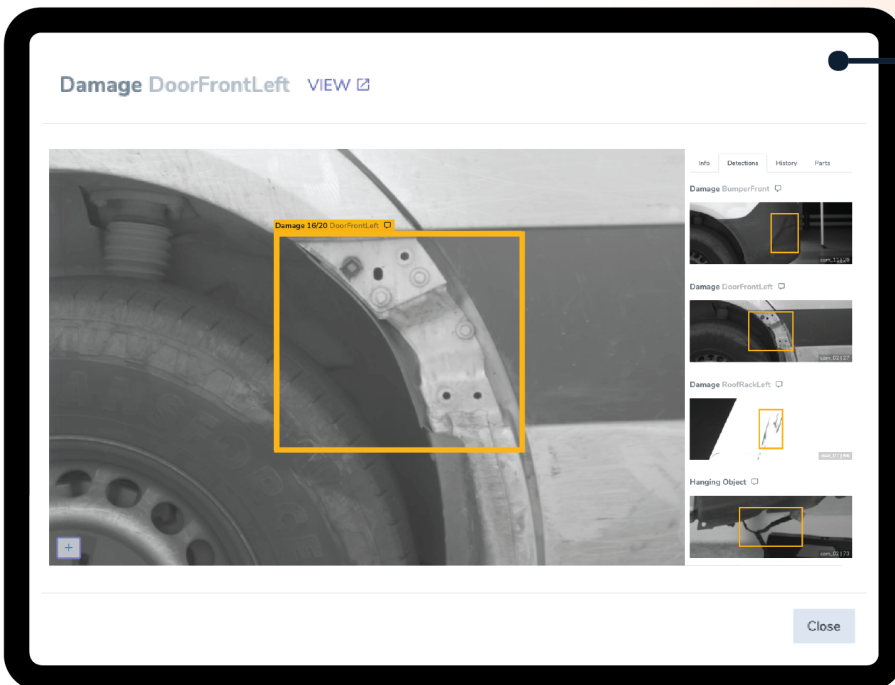 Damage DoorFrontLeft VIEW
Damage 16/20 DoorFrontLeft
Info Detections History Parts
Damage BumperFront
Damage DoorFrontLeft
Damage RoofRackLeft
Hanging Object
Close